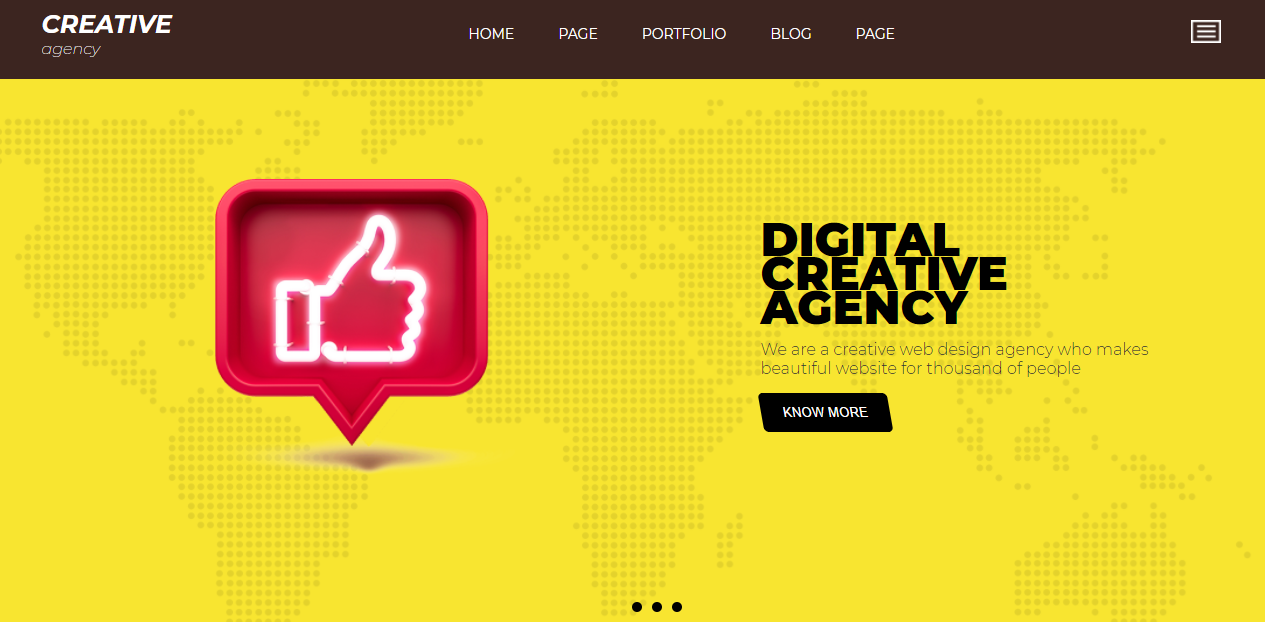 CREATIVE
agency
HOME PAGE PORTFOLIO BLOG PAGE
DIGITAL
CREATIVE
AGENCY
We are a creative web design agency who makes
beautiful website for thousand of people
KNOW MORE